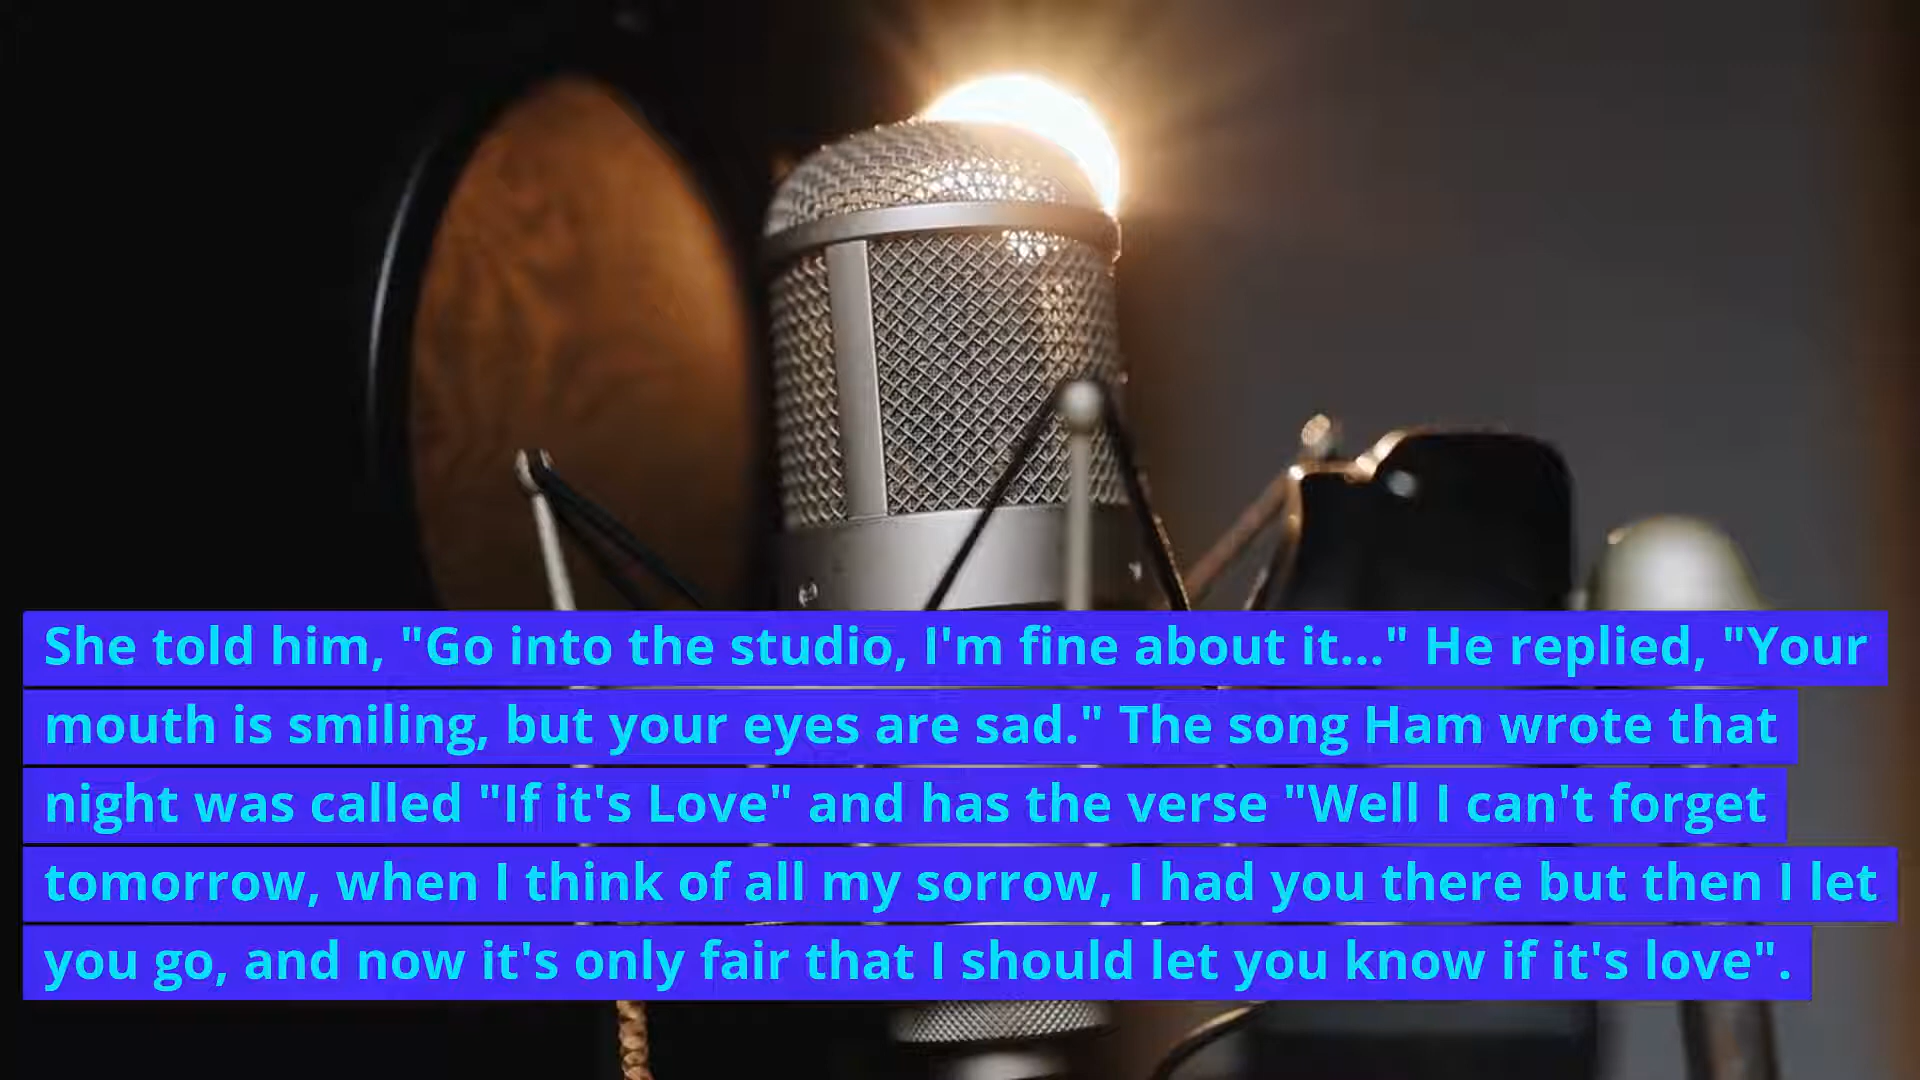 She told him, "Go into the studio, I'm fine about it..." He replied, "Your
mouth is smiling, but your eyes are sad." The song Ham wrote that
night was called "If it's Love" and has the verse "Well I can't forget
tomorrow, when I think of all my sorrow, I had you there but then I let
you go, and now it's only fair that I should let you know if it's love".